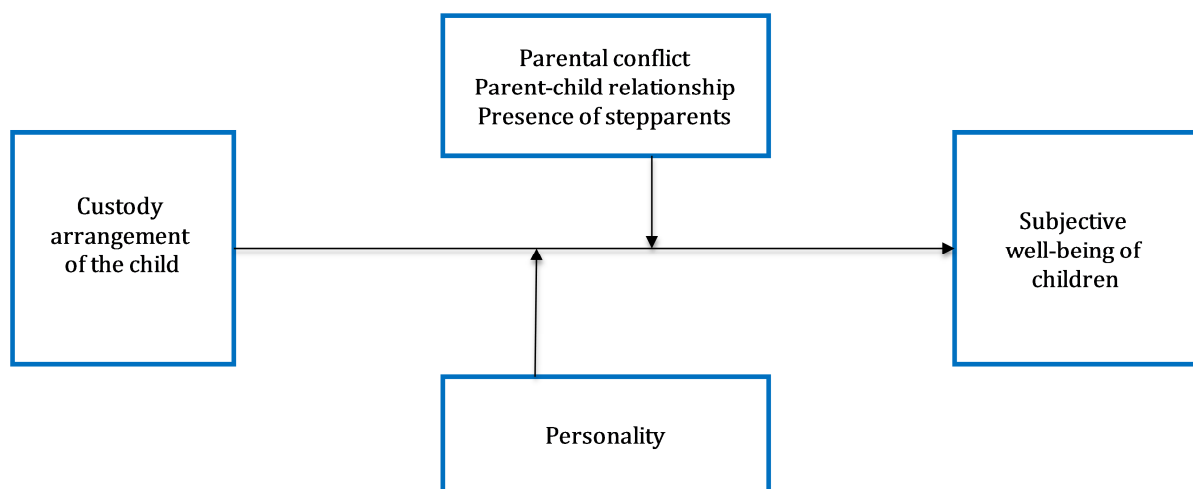 Parental conflict
Parent-child relationship
Presence of stepparents
Custody
arrangement
of the child
Subjective
well-being of
children
Personality